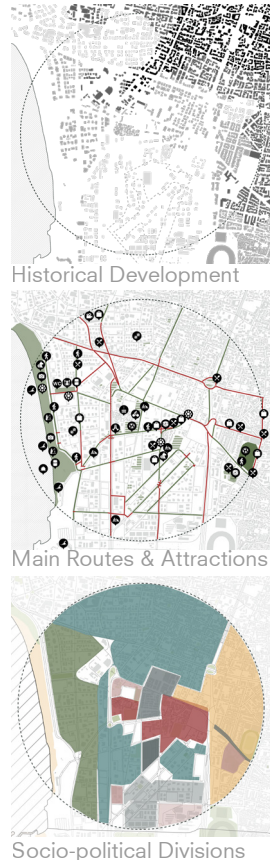 Historical Development
Main Routes & Attractions
Socio-political Divisions